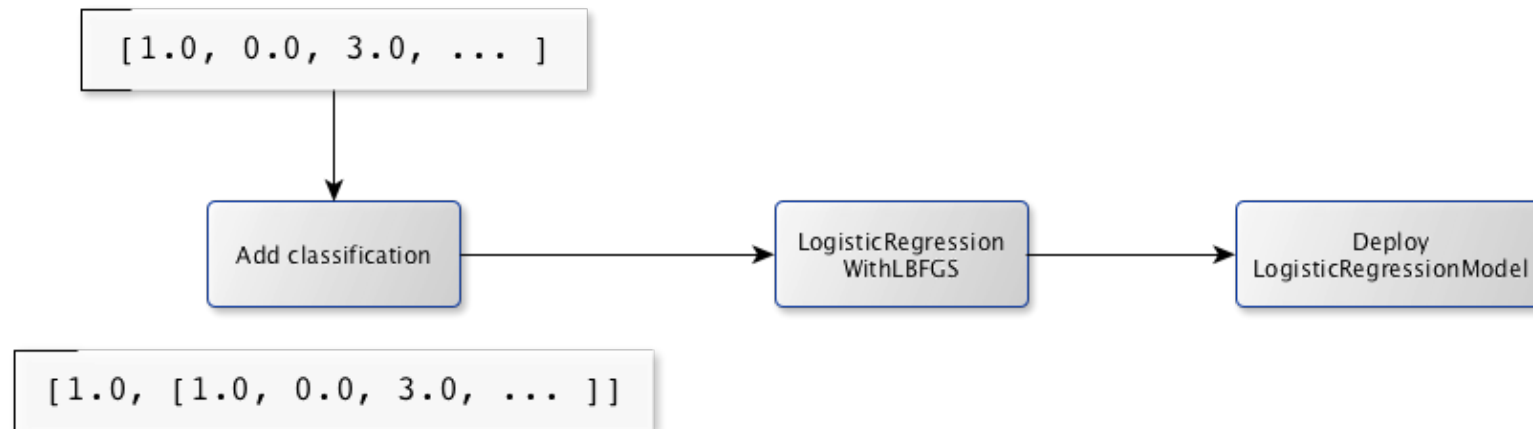 [1.0, 0.0, 3.0, ... ]
Add classification
LogisticRegression
WithLBFGS
Deploy
LogisticRegressionModel
[1.0, [1.0, 0.0, 3.0, ... ]]